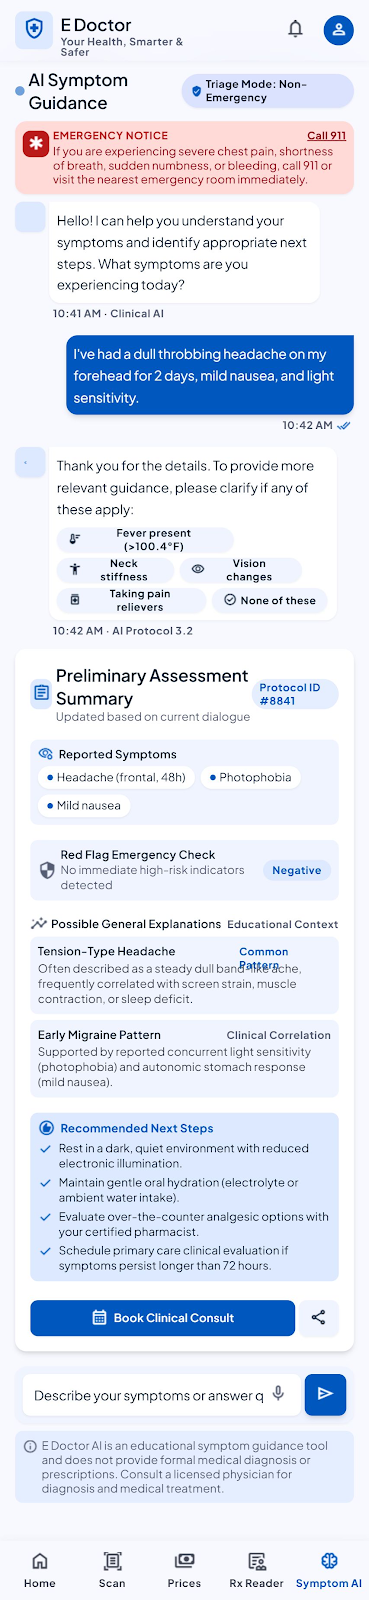 E Doctor
Your Health, Smarter &
Safer
AI Symptom
Guidance
Triage Mode: Non-
Emergency
EMERGENCY NOTICE
Call 911
If you are experiencing severe chest pain, shortness
of breath, sudden numbness, or bleeding, call 911 or
visit the nearest emergency room immediately.
Hello! I can help you understand your
symptoms and identify appropriate next
steps. What symptoms are you
experiencing today?
10:41 AM · Clinical AI
I've had a dull throbbing headache on my
forehead for 2 days, mild nausea, and light
sensitivity.
10:42 AM
Thank you for the details. To provide more
relevant guidance, please clarify if any of
these apply:
Fever present
(>100.4°F)
Neck
stiffness
Vision
changes
Taking pain
relievers
None of these
10:42 AM · AI Protocol 3.2
Preliminary Assessment
Summary
Protocol ID
#8841
Updated based on current dialogue
Reported Symptoms
Headache (frontal, 48h)
Photophobia
Mild nausea
Red Flag Emergency Check
No immediate high-risk indicators
detected
Negative
Possible General Explanations
Educational Context
Tension-Type Headache
Common
Pattern
Often described as a steady dull band-like ache,
frequently correlated with screen strain, muscle
contraction, or sleep deficit.
Early Migraine Pattern
Clinical Correlation
Supported by reported concurrent light sensitivity
(photophobia) and autonomic stomach response
(mild nausea).
Recommended Next Steps
Rest in a dark, quiet environment with reduced
electronic illumination.
Maintain gentle oral hydration (electrolyte or
ambient water intake).
Evaluate over-the-counter analgesic options with
your certified pharmacist.
Schedule primary care clinical evaluation if
symptoms persist longer than 72 hours.
Book Clinical Consult
Describe your symptoms or answer q
E Doctor AI is an educational symptom guidance tool
and does not provide formal medical diagnosis or
prescriptions. Consult a licensed physician for
diagnosis and medical treatment.
Home
Scan
Prices
Rx Reader
Symptom AI